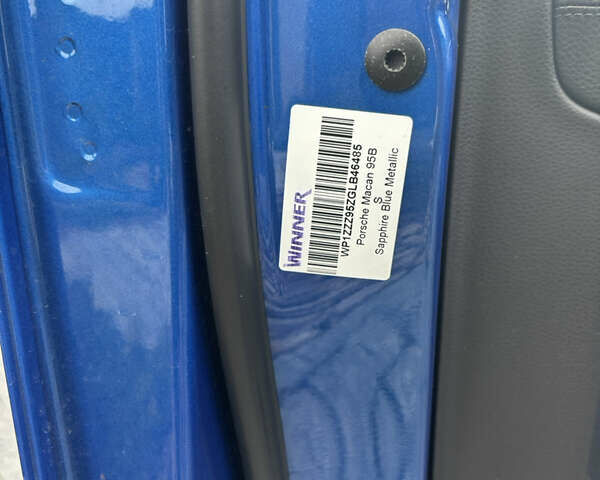 WINNER
WP1ZZZ95ZGLB46485
Porsche Macan 95B
S
Sapphire Blue Metallic